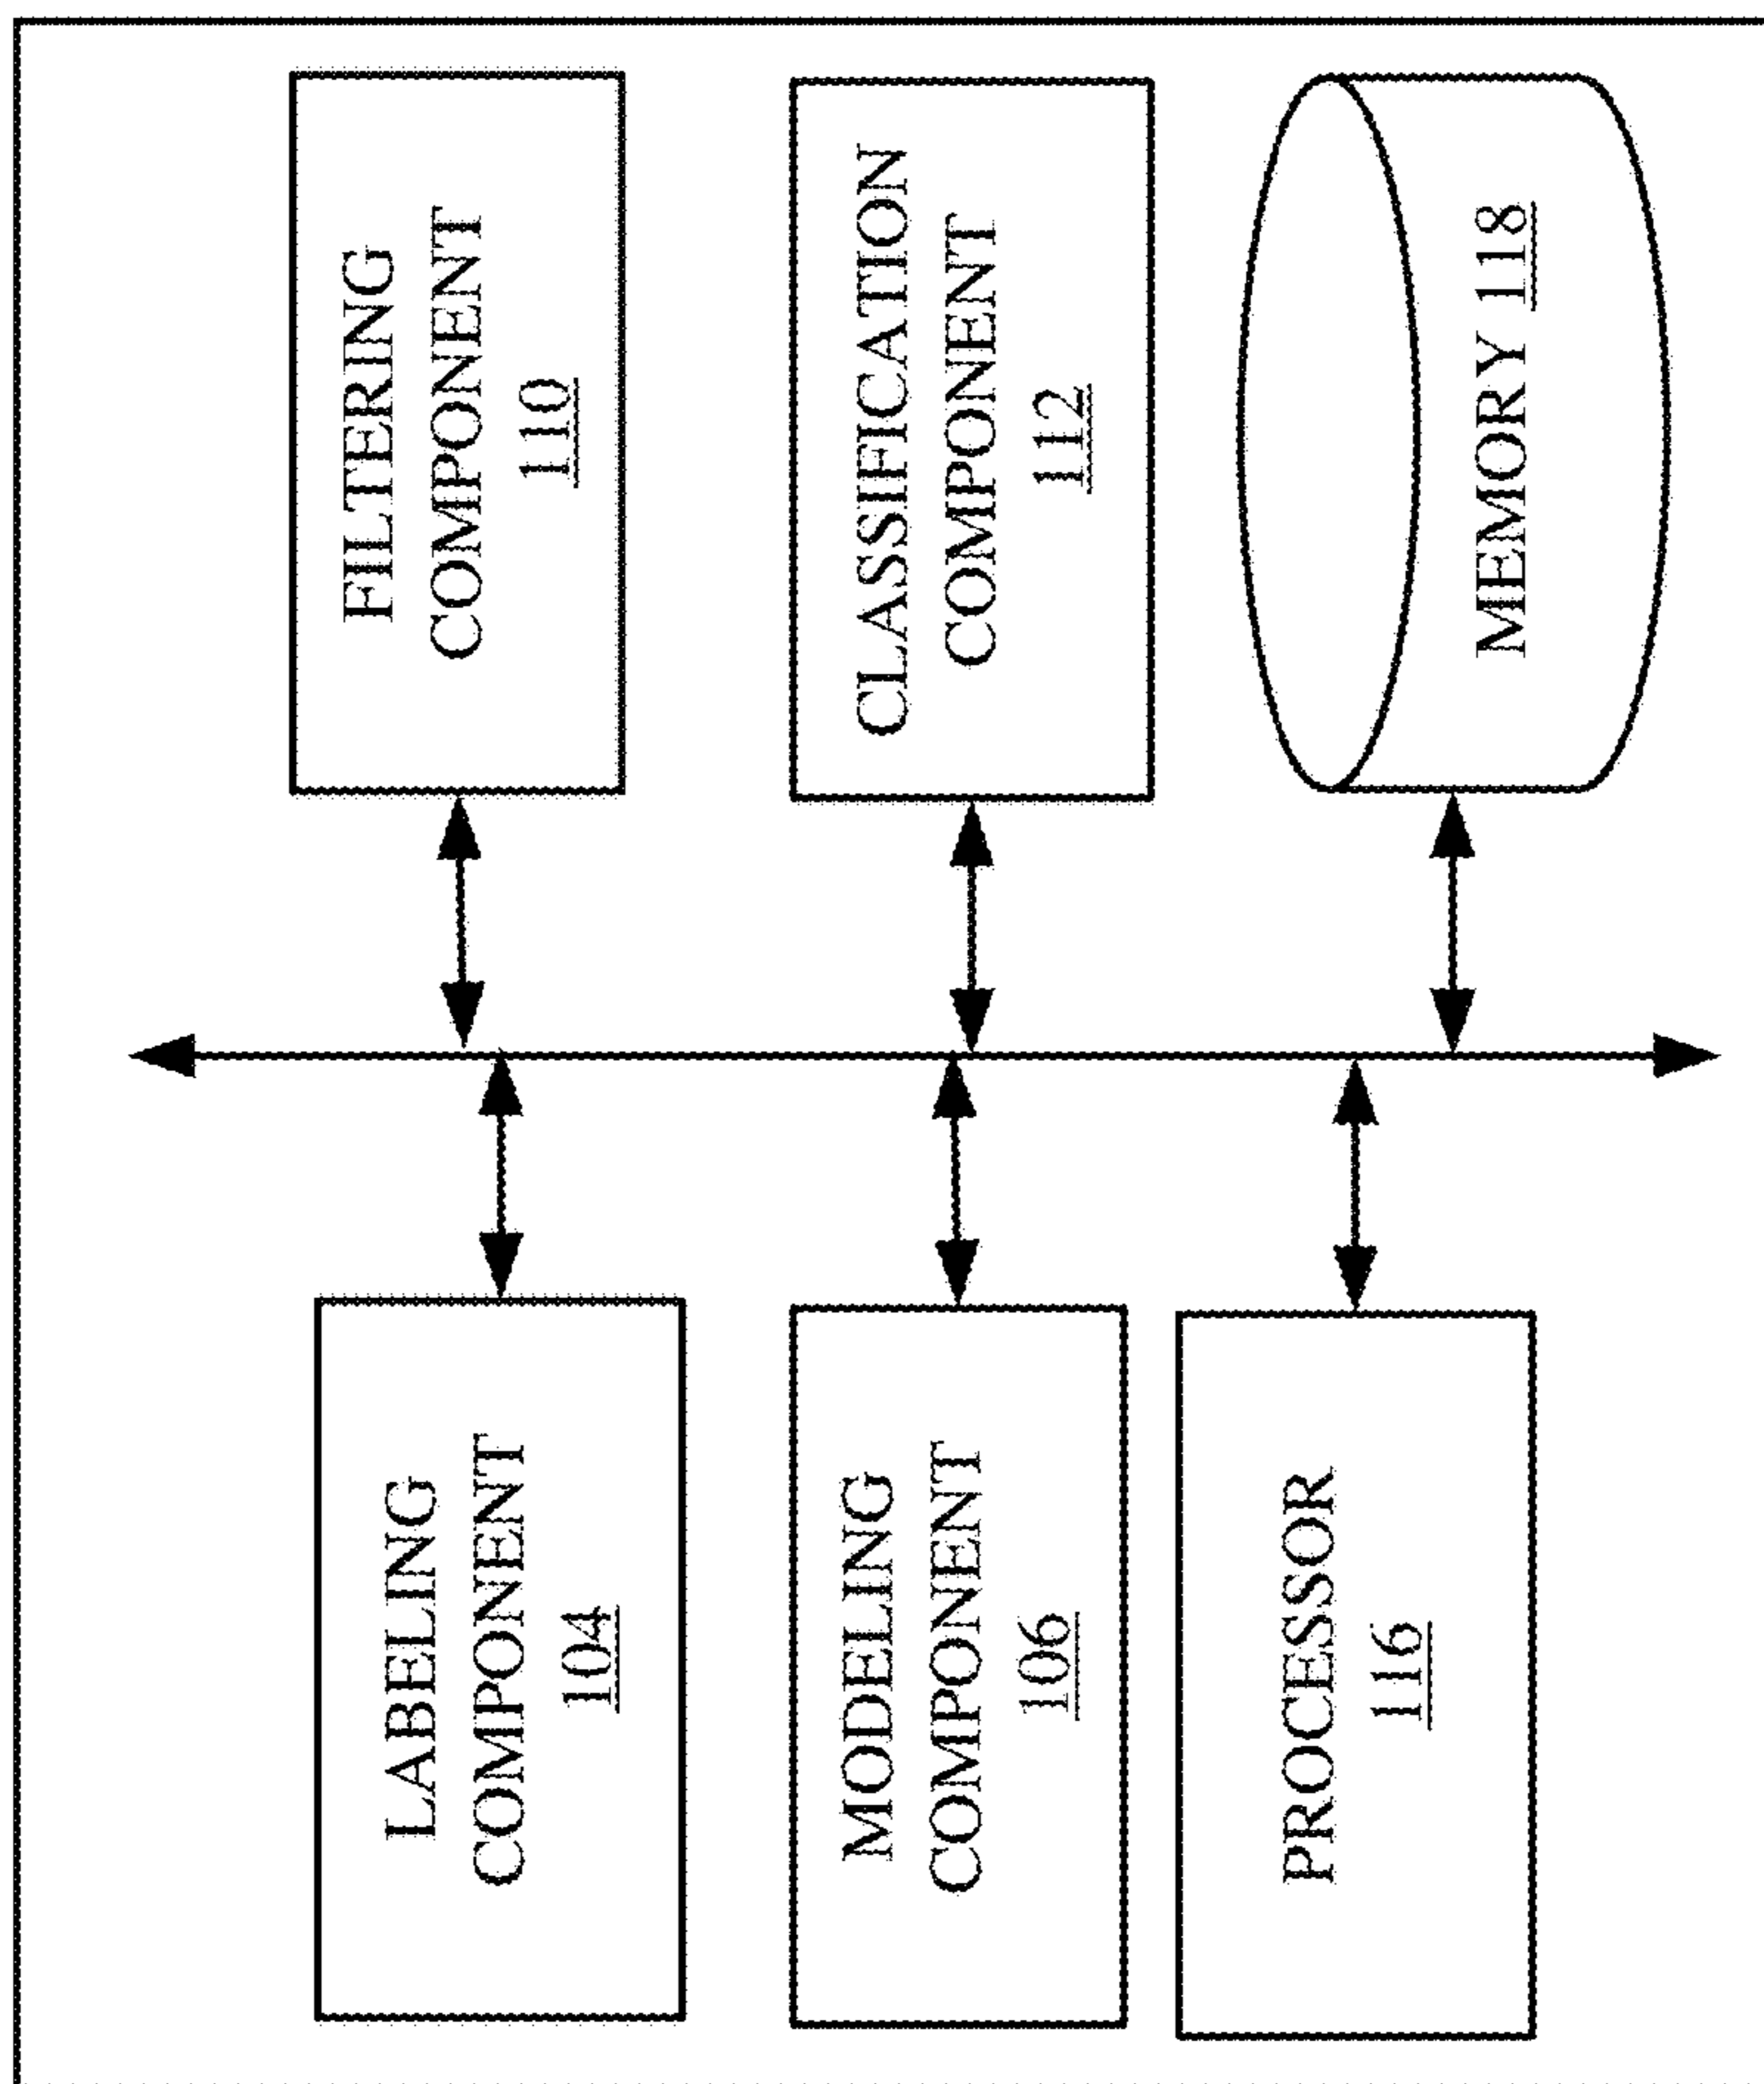 LABELING
COMPONENT
104
FILTERING
COMPONENT
110
MODELING
COMPONENT
106
CLASSIFICATION
COMPONENT
112
PROCESSOR
116
MEMORY 118